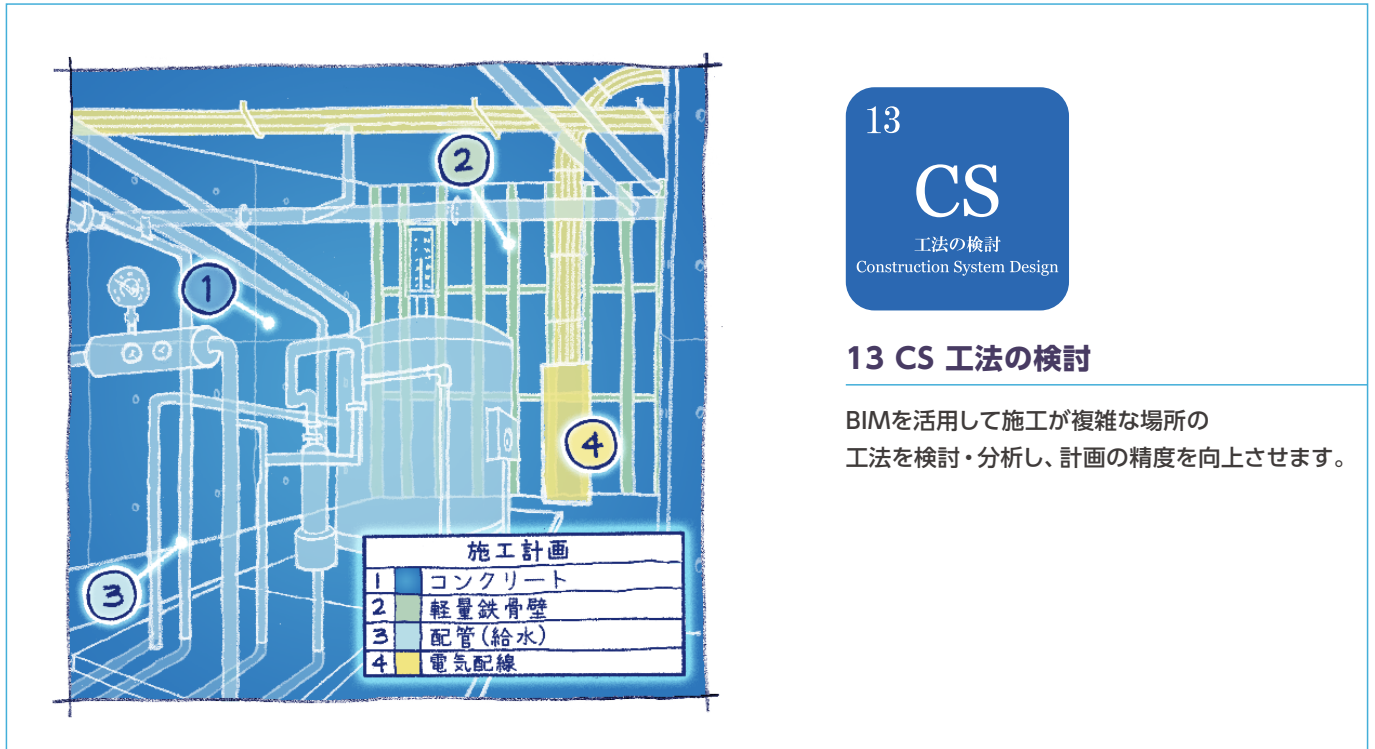 1
2
3
4
施工計画
1 コンクリート
2 軽量鉄骨壁
3 配管(給水)
4 電気配線
13
CS
工法の検討
Construction System Design
13 CS 工法の検討
BIMを活用して施工が複雑な場所の
工法を検討・分析し、計画の精度を向上させます。